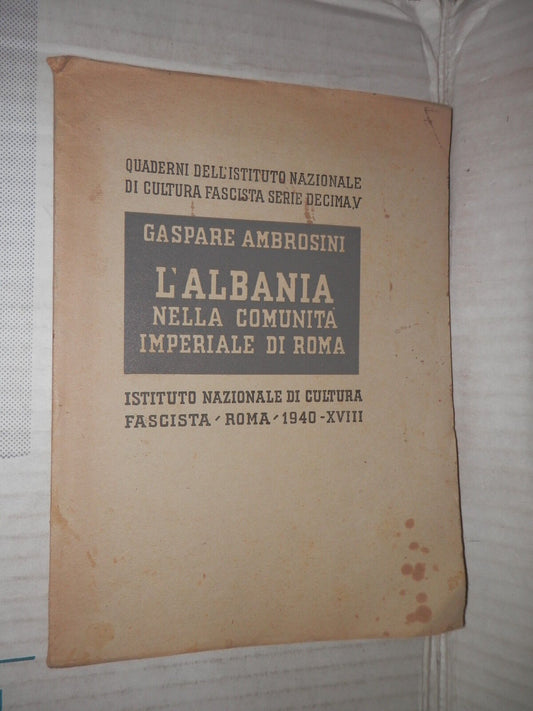 QUADERNI DELL'ISTITUTO NAZIONALE
DI CULTURA FASCISTA SERIE DECIMA, V
GASPARE AMBROSINI
L'ALBANIA
NELLA COMUNITÀ
IMPERIALE DI ROMA
ISTITUTO NAZIONALE DI CULTURA
FASCISTA - ROMA - 1940 - XVIII